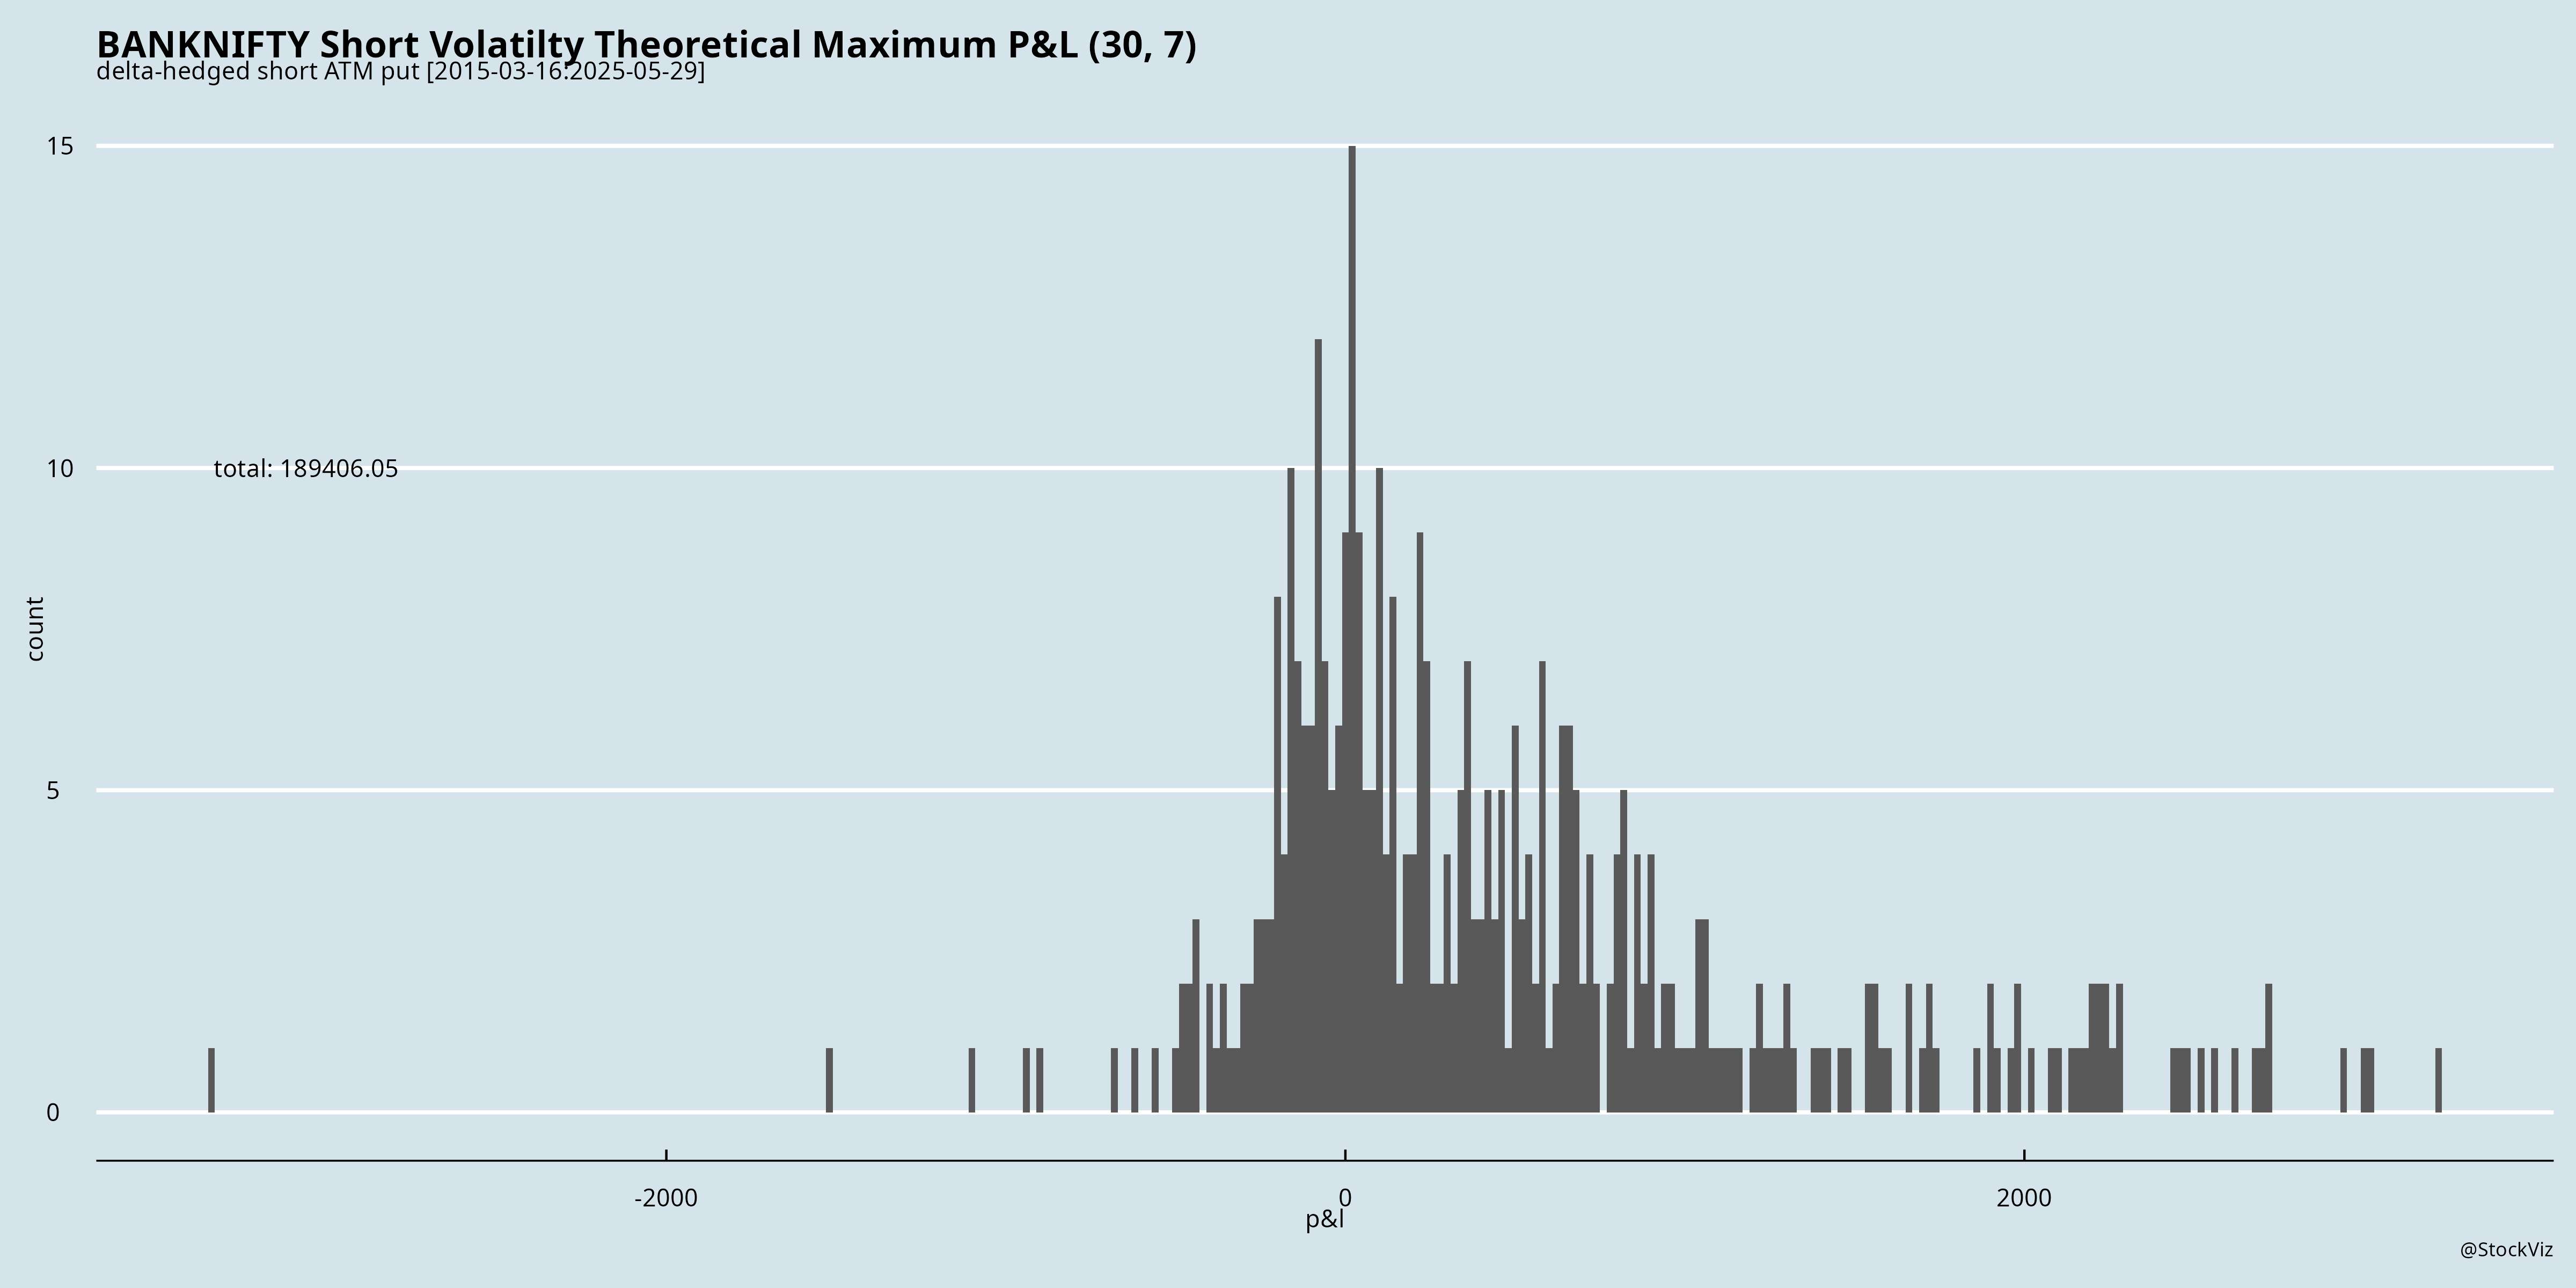 BANKNIFTY Short Volatilty Theoretical Maximum P&L (30, 7)
delta-hedged short ATM put [2015-03-16:2025-05-29]
15
10
total: 189406.05
count
5
0
-2000
0
2000
p&l
@StockViz